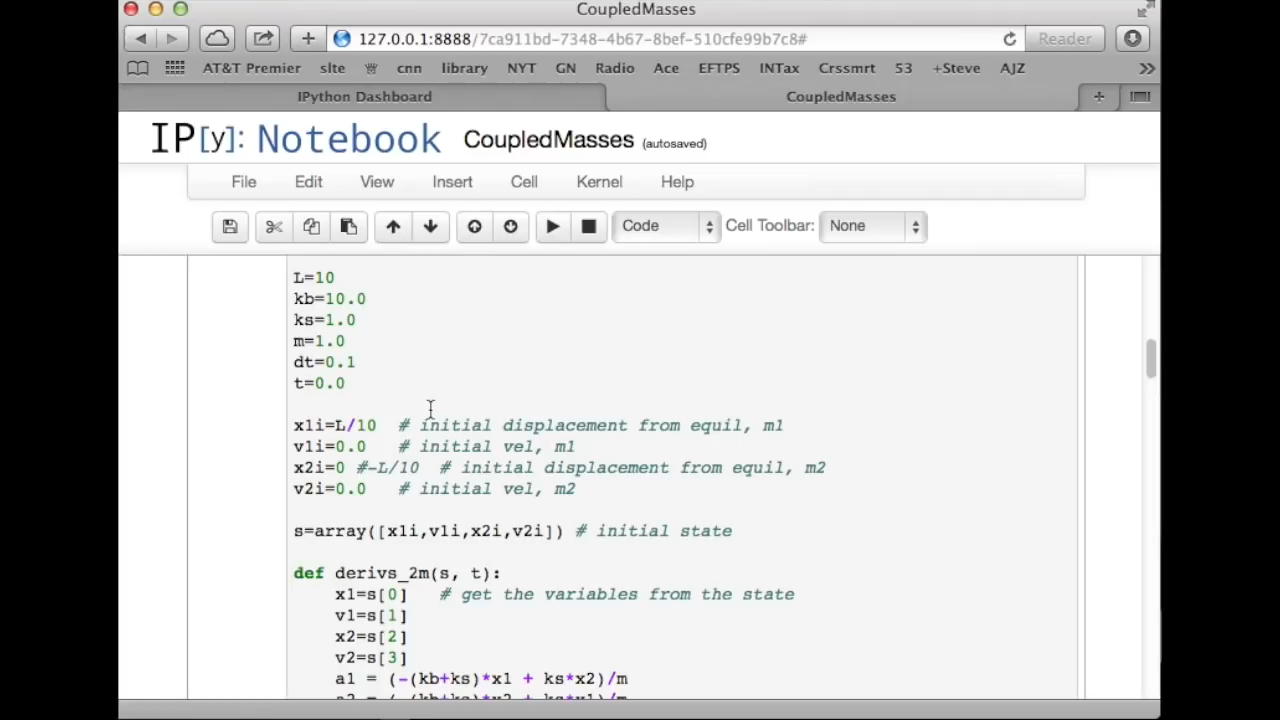 CoupledMasses
127.0.0.1:8888/7ca911bd-7348-4b67-8bef-510cfe99b7c8# Reader
AT&T Premier slte cnn library NYT GN Radio Ace EFTPS INTax Crssmrt 53 +Steve AJZ
IPython Dashboard CoupledMasses
IP[y]: Notebook CoupledMasses (autosaved)
File Edit View Insert Cell Kernel Help
Code Cell Toolbar: None
L=10
kb=10.0
ks=1.0
m=1.0
dt=0.1
t=0.0
x1i=L/10 # initial displacement from equil, m1
v1i=0.0 # initial vel, m1
x2i=0 #-L/10 # initial displacement from equil, m2
v2i=0.0 # initial vel, m2
s=array([x1i,v1i,x2i,v2i]) # initial state
def derivs_2m(s, t):
x1=s[0] # get the variables from the state
v1=s[1]
x2=s[2]
v2=s[3]
a1 = (-(kb+ks)*x1 + ks*x2)/m